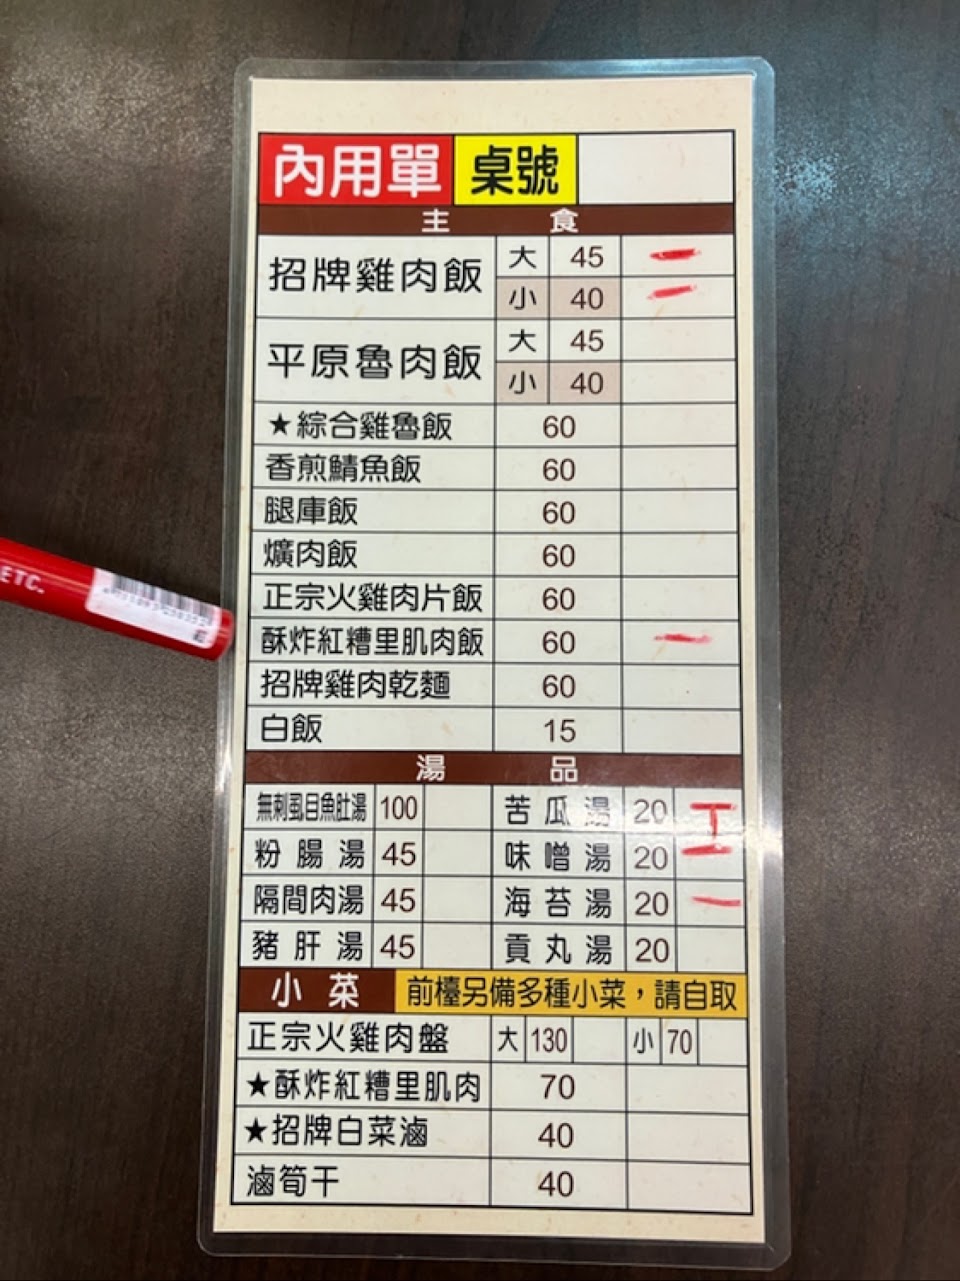 內用單 桌號
主 食
招牌雞肉飯 大 45 一
小 40 一
平原魯肉飯 大 45
小 40
★綜合雞魯飯 60
香煎鯖魚飯 60
腿庫飯 60
爌肉飯 60
正宗火雞肉片飯 60
酥炸紅糟里肌肉飯 60 一
招牌雞肉乾麵 60
白飯 15
湯 品
無刺虱目魚肚湯 100 苦瓜湯 20 T
粉腸湯 45 味噌湯 20 一
隔間肉湯 45 海苔湯 20 一
豬肝湯 45 貢丸湯 20
小菜 前檯另備多種小菜，請自取
正宗火雞肉盤 大 130 小 70
★酥炸紅糟里肌肉 70
★招牌白菜滷 40
滷筍干 40
ETC.
紅